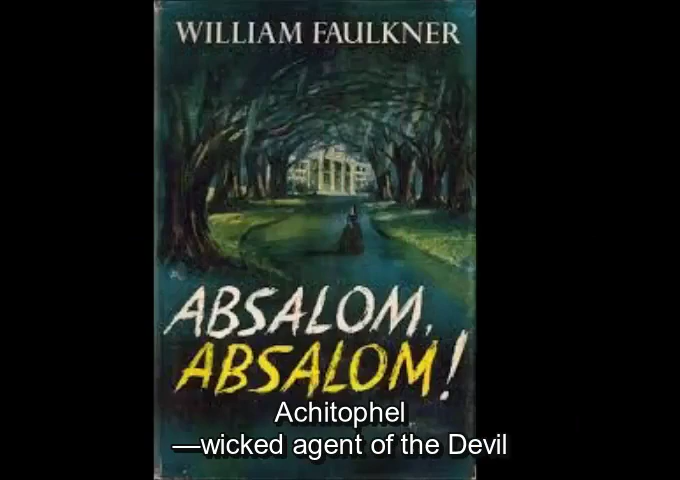 WILLIAM FAULKNER
ABSALOM,
ABSALOM!
Achitophel
—wicked agent of the Devil